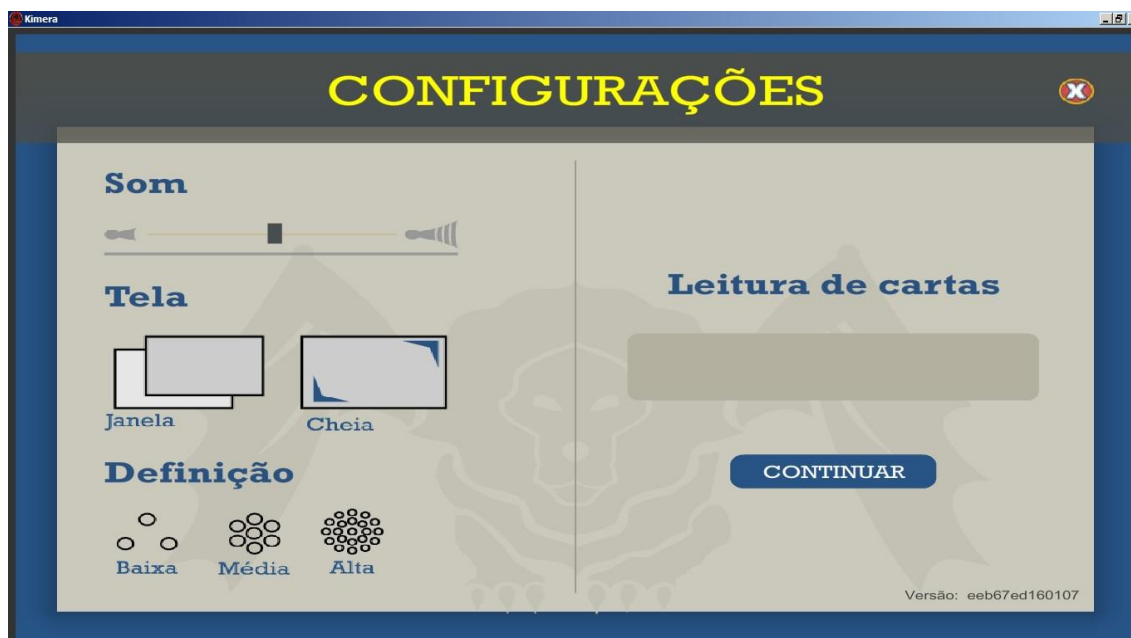 Kimera
CONFIGURAÇÕES
X
Som
Tela
Janela
Cheia
Definição
Baixa
Média
Alta
Leitura de cartas
CONTINUAR
Versão: eeb67ed160107